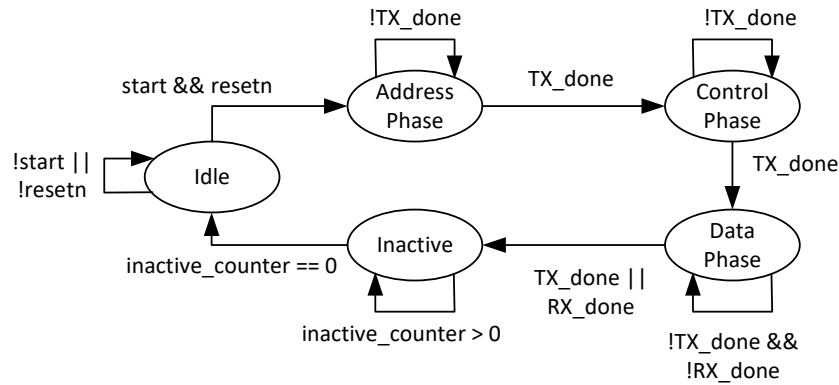 !TX_done
!TX_done
start && resetn
Address
Phase
TX_done
Control
Phase
!start ||
!resetn
Idle
TX_done
Inactive
Data
Phase
inactive_counter == 0
TX_done ||
RX_done
inactive_counter > 0
!TX_done &&
!RX_done